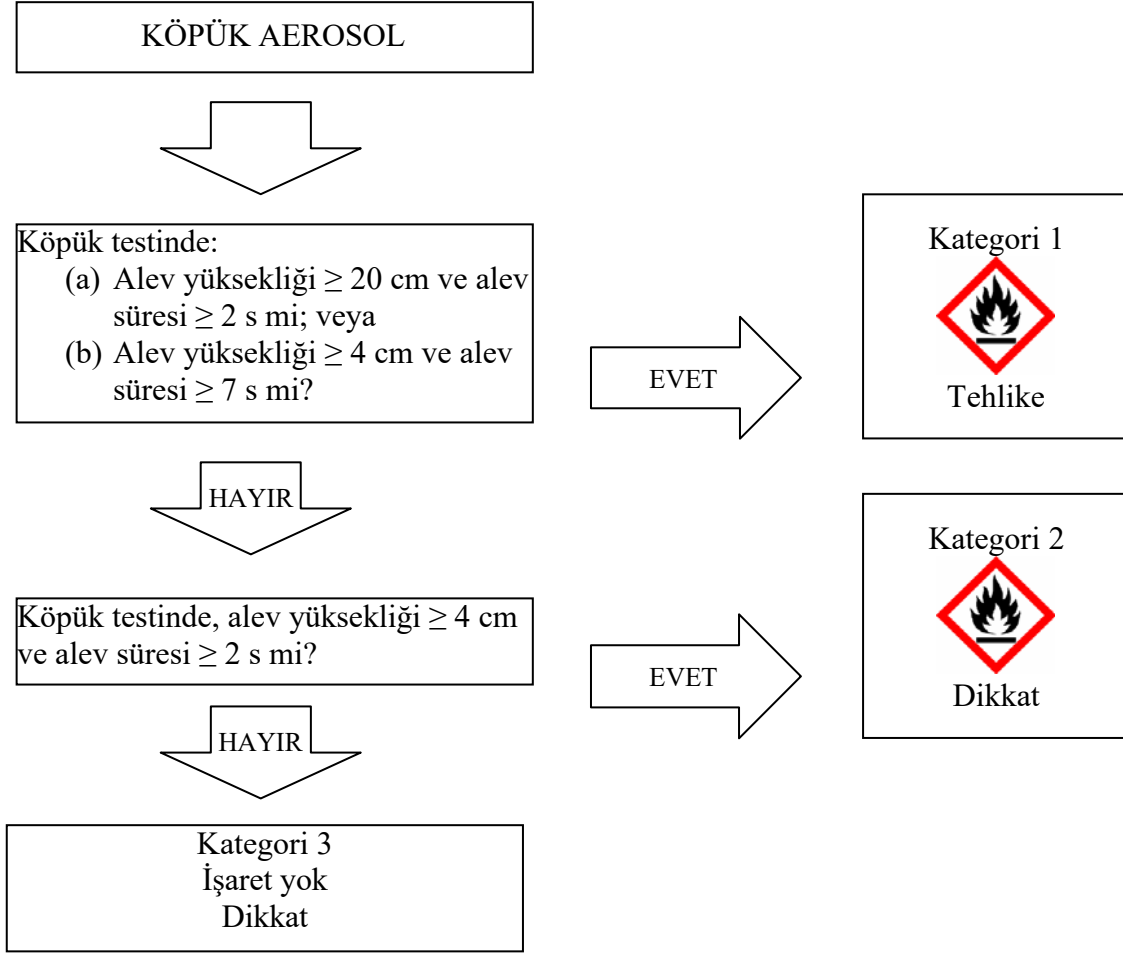 KÖPÜK AEROSOL
Köpük testinde:
(a) Alev yüksekliği ≥ 20 cm ve alev
süresi ≥ 2 s mi; veya
(b) Alev yüksekliği ≥ 4 cm ve alev
süresi ≥ 7 s mi?
EVET
Kategori 1
Tehlike
HAYIR
Köpük testinde, alev yüksekliği ≥ 4 cm
ve alev süresi ≥ 2 s mi?
EVET
Kategori 2
Dikkat
HAYIR
Kategori 3
İşaret yok
Dikkat